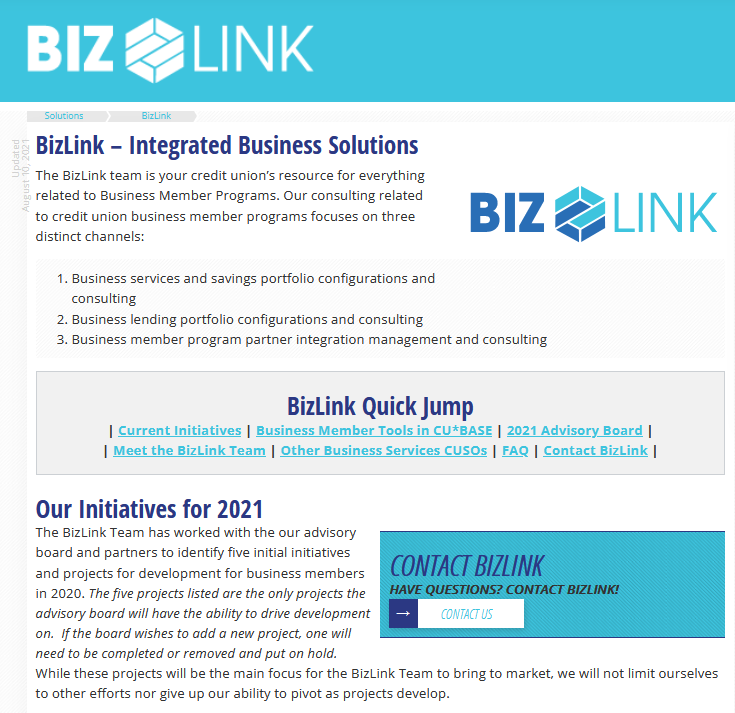 BIZ LINK
Solutions
BizLink
Updated
August 10, 2021
BizLink – Integrated Business Solutions
The BizLink team is your credit union's resource for everything
related to Business Member Programs. Our consulting related
to credit union business member programs focuses on three
distinct channels:
BIZ LINK
1. Business services and savings portfolio configurations and
consulting
2. Business lending portfolio configurations and consulting
3. Business member program partner integration management and consulting
BizLink Quick Jump
| Current Initiatives | Business Member Tools in CU*BASE | 2021 Advisory Board |
| Meet the BizLink Team | Other Business Services CUSOs | FAQ | Contact BizLink |
Our Initiatives for 2021
The BizLink Team has worked with the our advisory
board and partners to identify five initial initiatives
and projects for development for business members
in 2020. The five projects listed are the only projects the
advisory board will have the ability to drive development
on.  If the board wishes to add a new project, one will
need to be completed or removed and put on hold.
CONTACT BIZLINK
HAVE QUESTIONS? CONTACT BIZLINK!
→ CONTACT US
While these projects will be the main focus for the BizLink Team to bring to market, we will not limit ourselves
to other efforts nor give up our ability to pivot as projects develop.